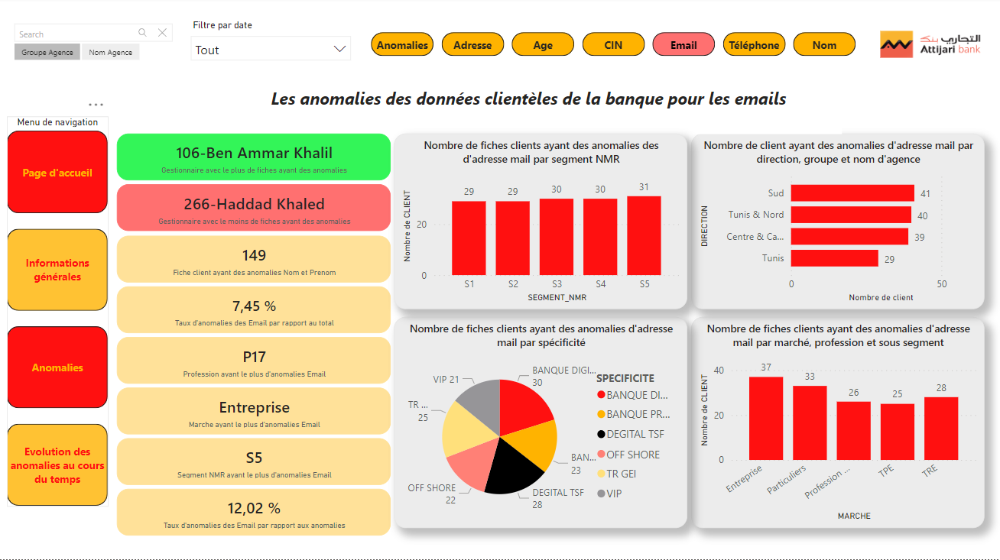 Search
Groupe Agence
Nom Agence
Filtre par date
Tout
Anomalies
Adresse
Age
CIN
Email
Téléphone
Nom
التجاري بنك
Attijari bank
Les anomalies des données clientèles de la banque pour les emails
Menu de navigation
Page d'accueil
Informations
générales
Anomalies
Evolution des
anomalies au cours
du temps
106-Ben Ammar Khalil
Gestionnaire avec le plus de fiches ayant des anomalies
266-Haddad Khaled
Gestionnaire avec le moins de fiches ayant des anomalies
149
Fiche client ayant des anomalies Nom et Prenom
7,45 %
Taux d'anomalies des Email par rapport au total
P17
Profession ayant le plus d'anomalies Email
Entreprise
Marche ayant le plus d'anomalies Email
S5
Segment NMR ayant le plus d'anomalies Email
12,02 %
Taux d'anomalies des Email par rapport aux anomalies
Nombre de fiches clients ayant des anomalies des
d'adresse mail par segment NMR
Nombre de CLIENT
20
0
29
29
30
30
31
S1
S2
S3
S4
S5
SEGMENT_NMR
Nombre de client ayant des anomalies d'adresse mail par
direction, groupe et nom d'agence
DIRECTION
Sud
41
Tunis & Nord
40
Centre & Ca...
39
Tunis
29
0
50
Nombre de client
Nombre de fiches clients ayant des anomalies d'adresse
mail par spécificité
BANQUE DIGI...
30
BAN...
23
DEGITAL TSF
28
OFF SHORE
22
TR ...
25
VIP 21
SPECIFICITE
BANQUE DI...
BANQUE PR...
DEGITAL TSF
OFF SHORE
TR GEI
VIP
Nombre de fiches clients ayant des anomalies d'adresse
mail par marché, profession et sous segment
Nombre de CLIENT
40
20
0
37
33
26
25
28
Entreprise
Particuliers
Profession ...
TPE
TRE
MARCHE